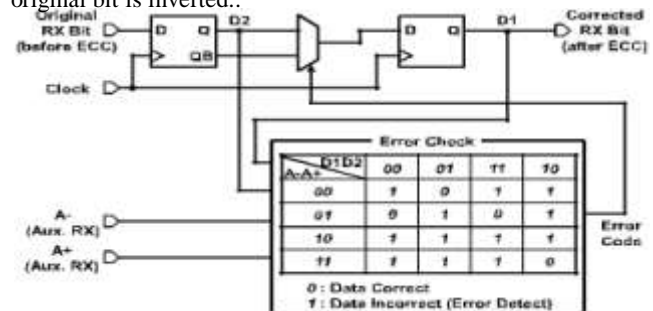 original bit is inverted..
Original
RX Bit
(before ECC)
D Q
QB
D2
D Q
D1
Corrected
RX Bit
(after ECC)
Clock
Error Check
D1D2
A-A+
00 01 11 10
00 1 0 1 1
01 0 1 0 1
10 1 1 1 1
11 1 1 1 0
A-
(Aux. RX)
A+
(Aux. RX)
Error
Code
0 : Data Correct
1 : Data Incorrect (Error Detect)